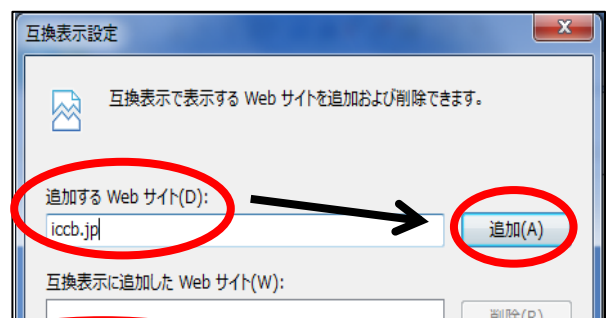 互換表示設定
互換表示で表示する Web サイトを追加および削除できます。
追加する Web サイト(D):
iccb.jp
追加(A)
互換表示に追加した Web サイト(W):
削除(R)